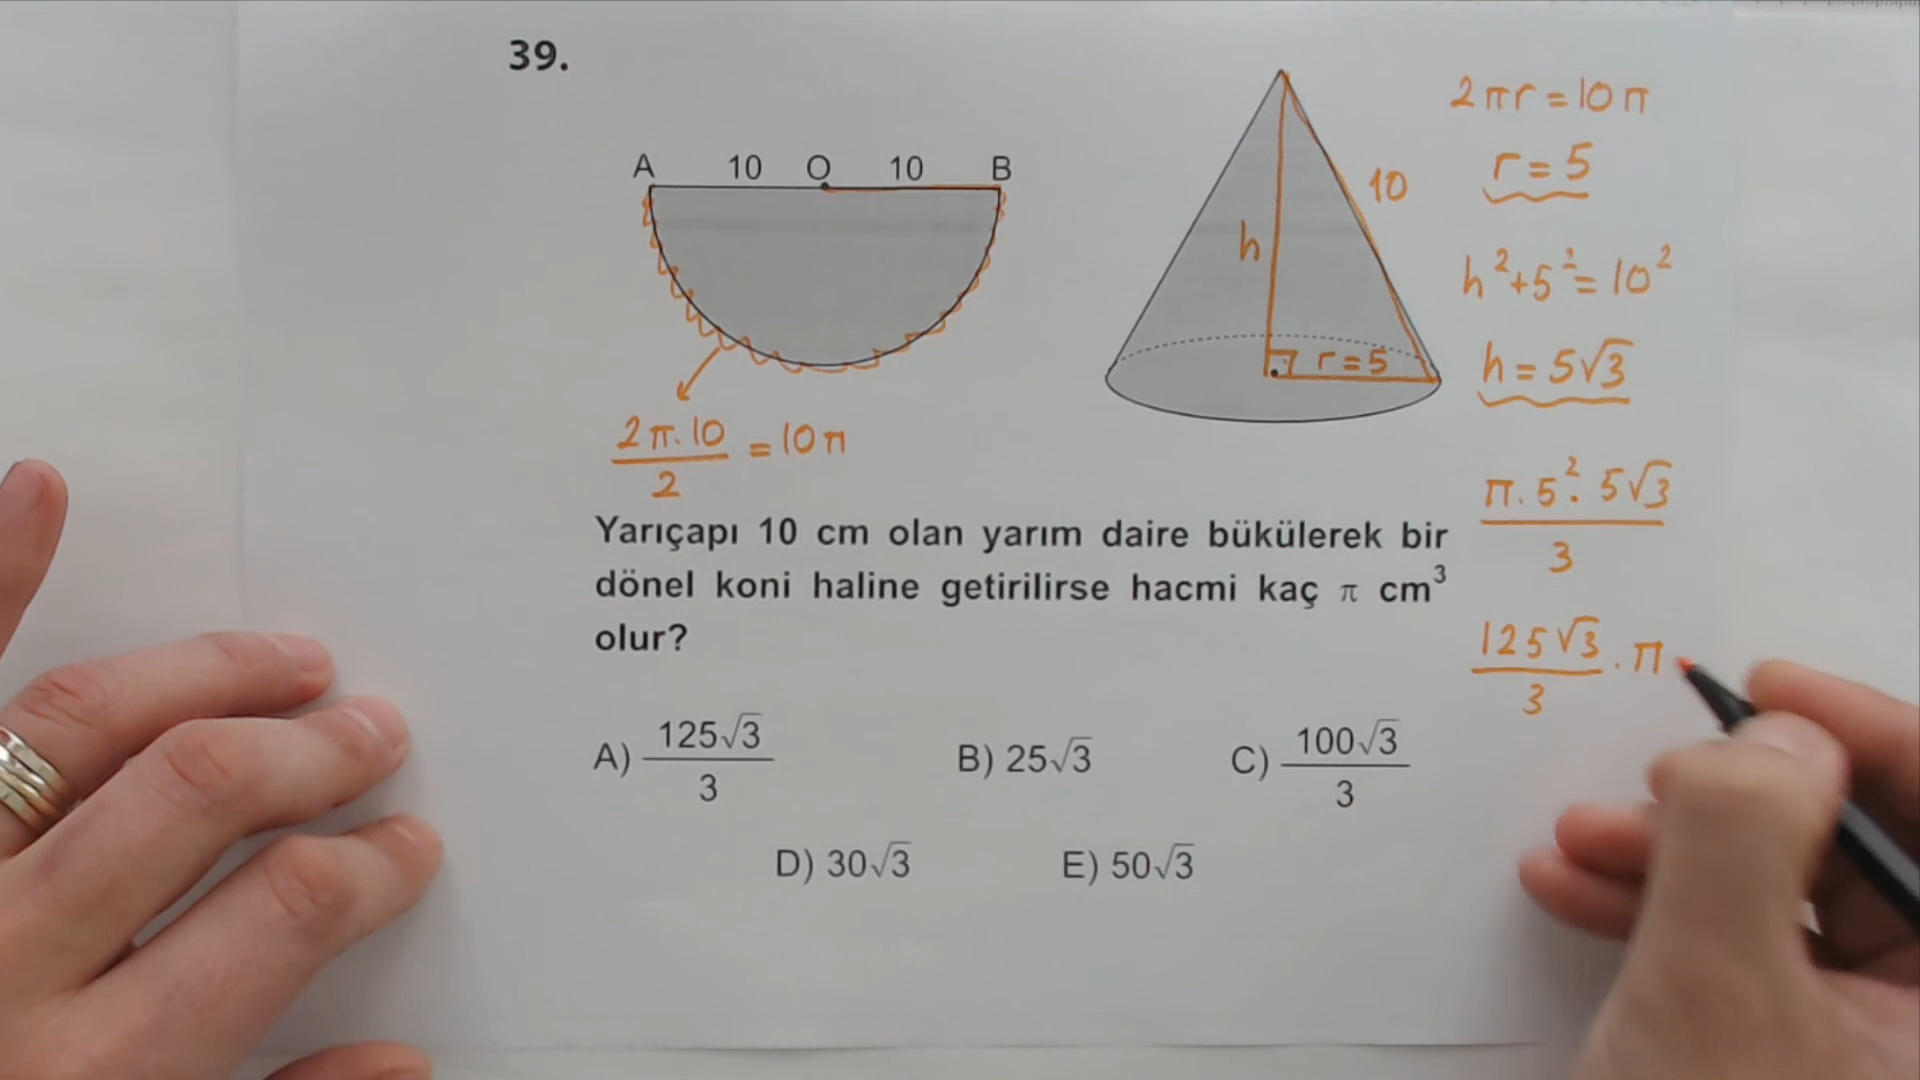 39.
A 10 O 10 B
2π.10 / 2 = 10π
h
10
r=5
2πr=10π
r=5
h²+5²=10²
h=5√3
π.5².5√3 / 3
125√3 / 3 .π
Yarıçapı 10 cm olan yarım daire bükülerek bir
dönel koni haline getirilirse hacmi kaç π cm³
olur?
A) 125√3 / 3 B) 25√3 C) 100√3 / 3
D) 30√3 E) 50√3